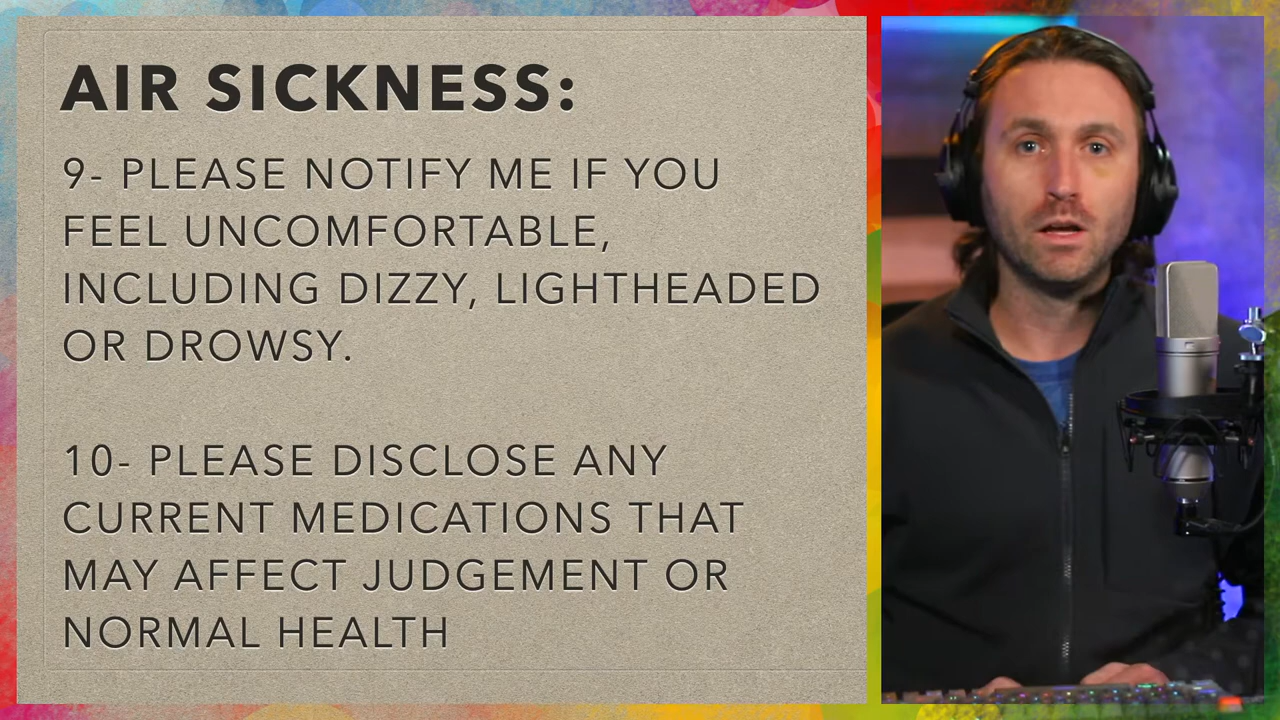 AIR SICKNESS:
9- PLEASE NOTIFY ME IF YOU
FEEL UNCOMFORTABLE,
INCLUDING DIZZY, LIGHTHEADED
OR DROWSY.
10- PLEASE DISCLOSE ANY
CURRENT MEDICATIONS THAT
MAY AFFECT JUDGEMENT OR
NORMAL HEALTH